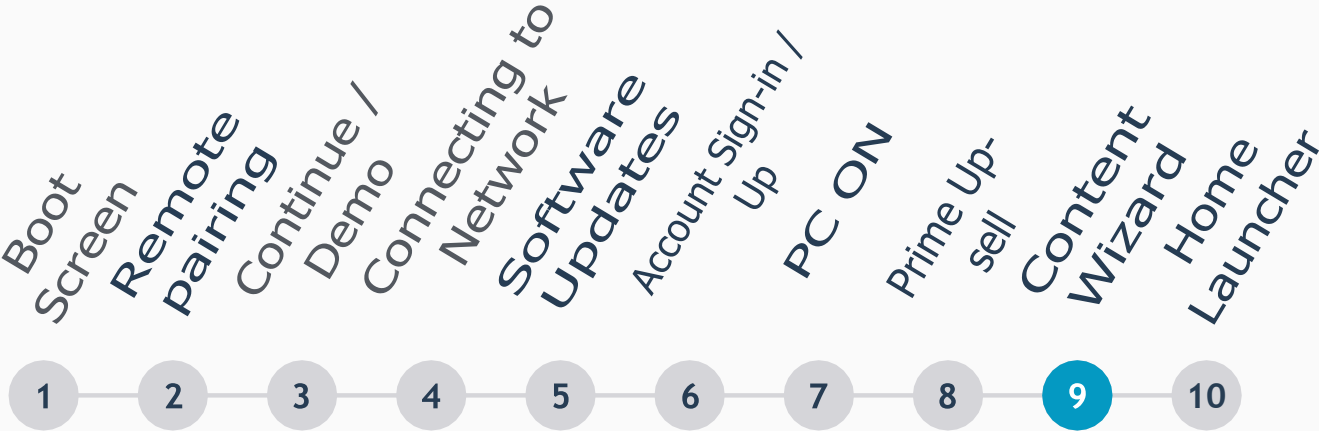 Boot
Screen
Remote
pairing
Continue /
Demo
Connecting to
Network
Software
Updates
Account Sign-in /
Up
PC ON
Prime Up-
sell
Content
Wizard
Home
Launcher
1
2
3
4
5
6
7
8
9
10